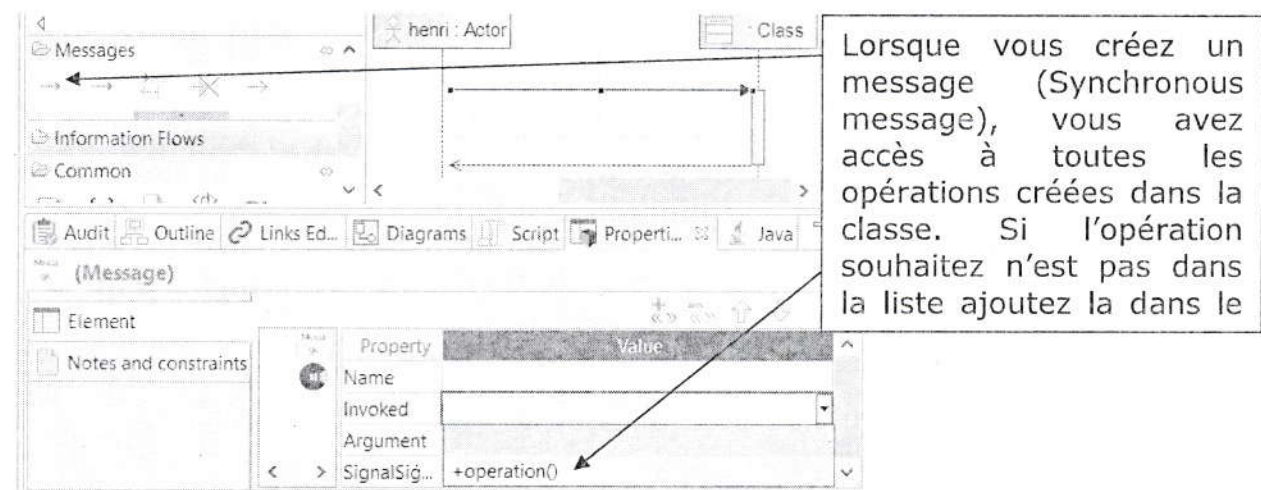 Messages
henri : Actor
: Class
Information Flows
Common
Lorsque vous créez un
message (Synchronous
message), vous avez
accès à toutes les
opérations créées dans la
classe. Si l'opération
souhaitez n'est pas dans
la liste ajoutez la dans le
Audit
Outline
Links Ed...
Diagrams
Script
Properti...
Java
(Message)
Element
Notes and constraints
Property
Value
Name
Invoked
Argument
SignalSig...
+operation()